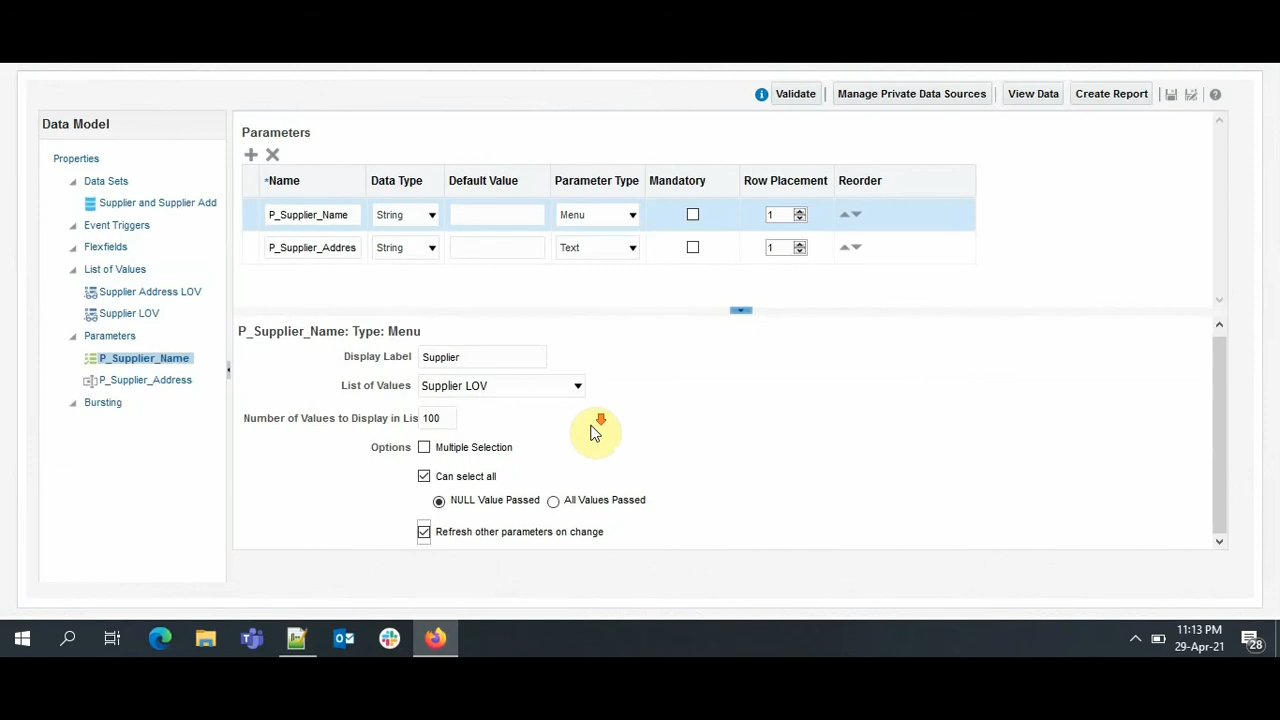 Validate
Manage Private Data Sources
View Data
Create Report
Data Model
Properties
Data Sets
Supplier and Supplier Add
Event Triggers
Flexfields
List of Values
Supplier Address LOV
Supplier LOV
Parameters
P_Supplier_Name
P_Supplier_Address
Bursting
Parameters
*Name Data Type Default Value Parameter Type Mandatory Row Placement Reorder
P_Supplier_Name String Menu 1
P_Supplier_Addres String Text 1
P_Supplier_Name: Type: Menu
Display Label Supplier
List of Values Supplier LOV
Number of Values to Display in Lis 100
Options Multiple Selection
Can select all
NULL Value Passed All Values Passed
Refresh other parameters on change
11:13 PM
29-Apr-21
28